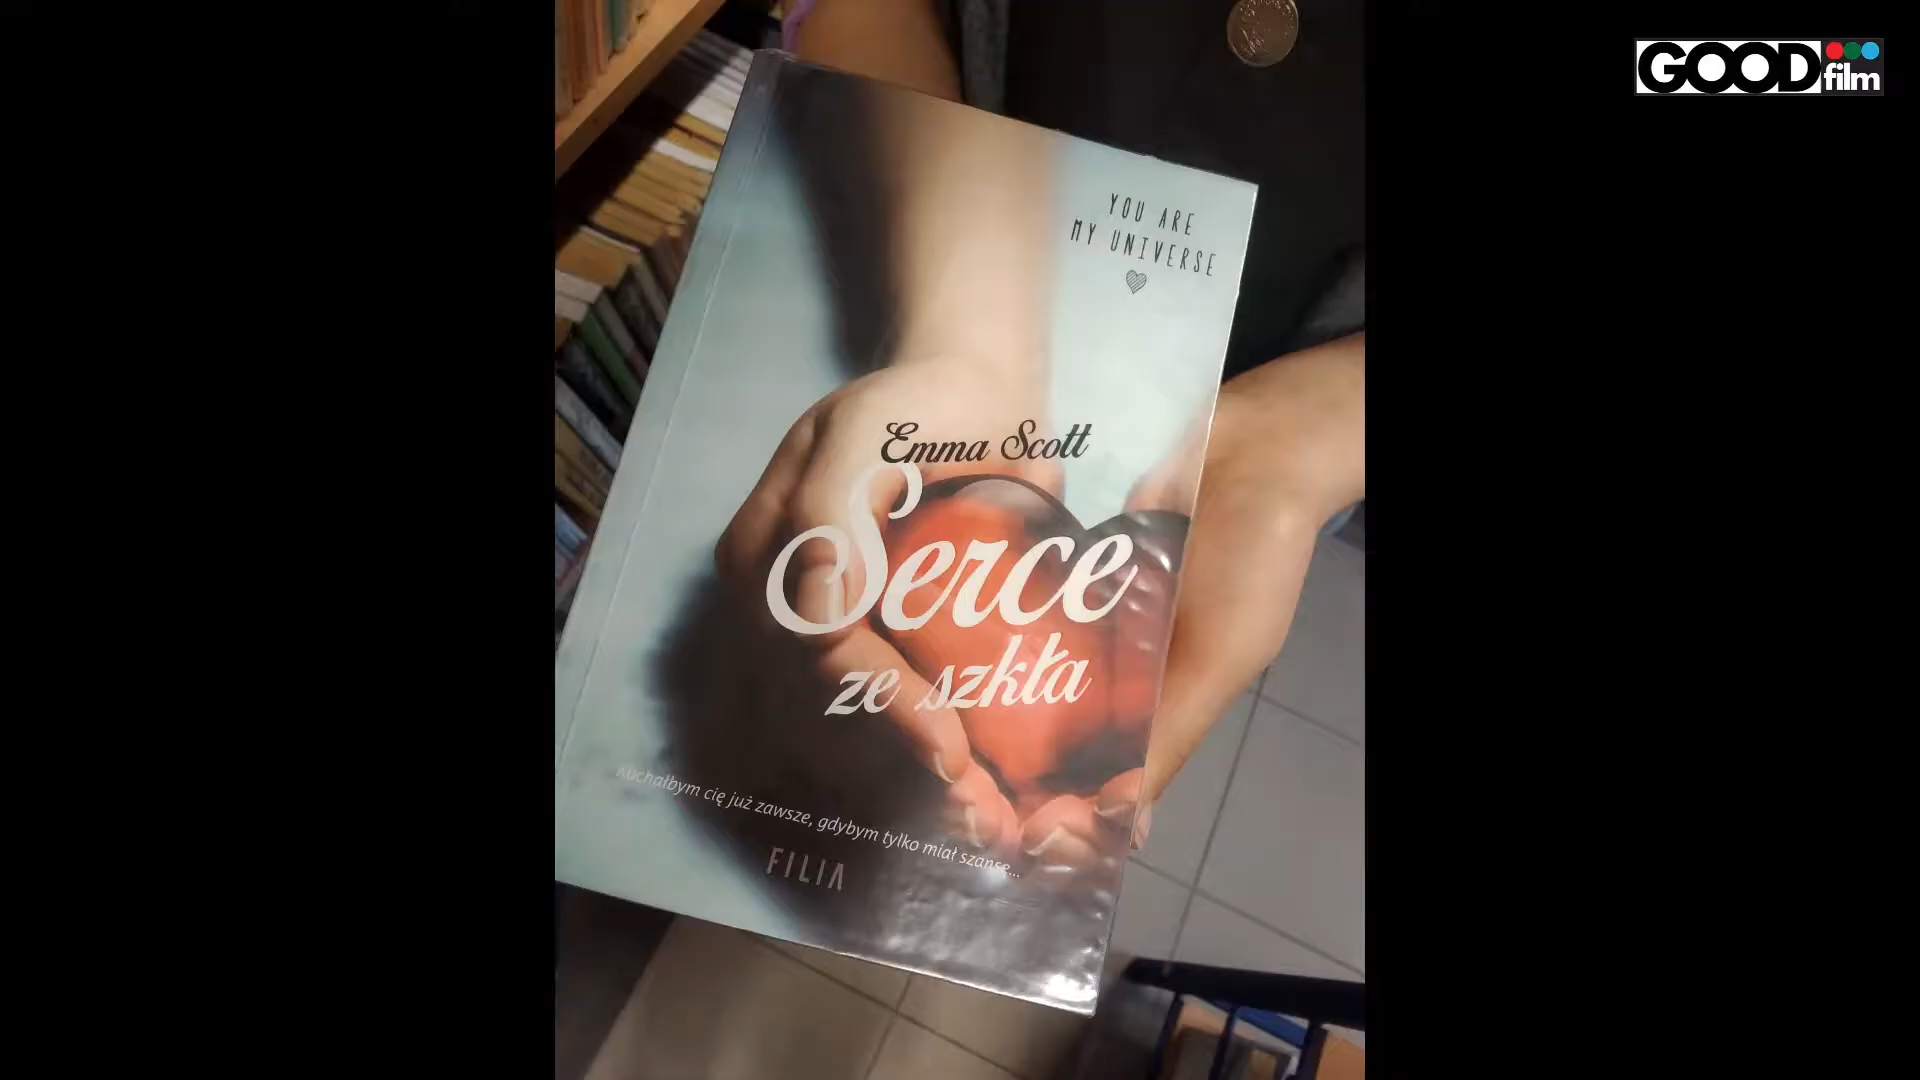 GOOD
film
YOU ARE
MY UNIVERSE
Emma Scott
Serce
ze szkła
Kochałbym cię już zawsze, gdybym tylko miał szansę...
FILIA